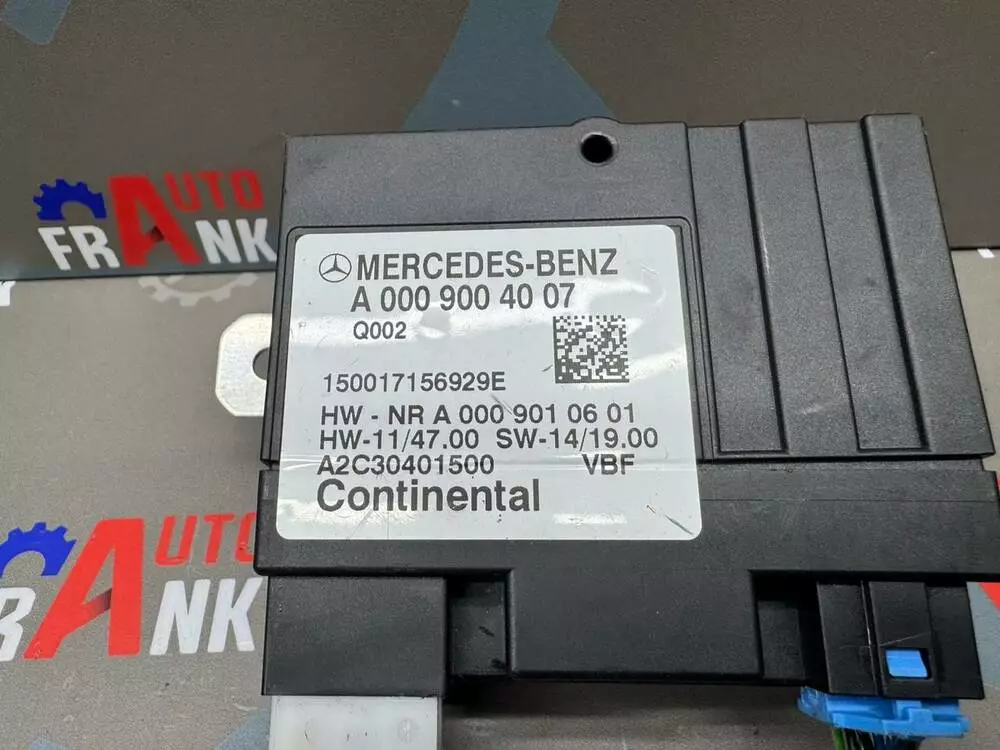 AUTO
FRANK
MERCEDES-BENZ
A 000 900 40 07
Q002
150017156929E
HW - NR A 000 901 06 01
HW-11/47.00 SW-14/19.00
A2C30401500 VBF
Continental
AUTO
FRANK